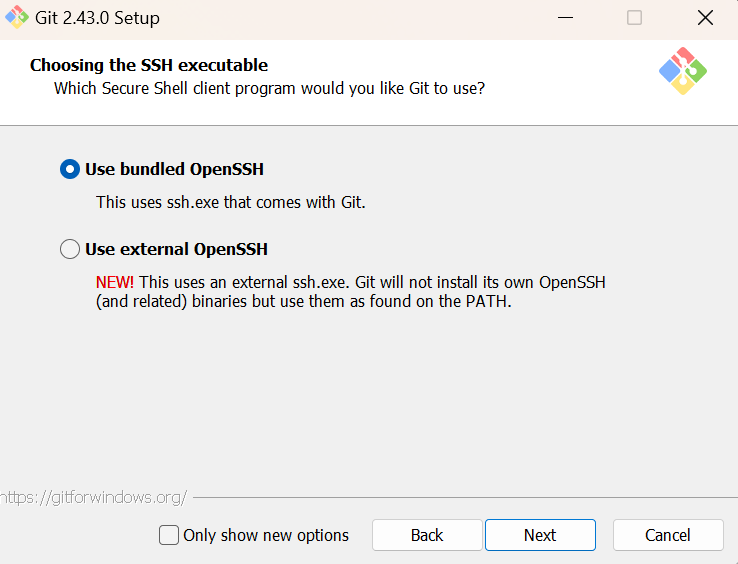 Git 2.43.0 Setup
Choosing the SSH executable
Which Secure Shell client program would you like Git to use?
Use bundled OpenSSH
This uses ssh.exe that comes with Git.
Use external OpenSSH
NEW! This uses an external ssh.exe. Git will not install its own OpenSSH
(and related) binaries but use them as found on the PATH.
https://gitforwindows.org/
Only show new options
Back
Next
Cancel